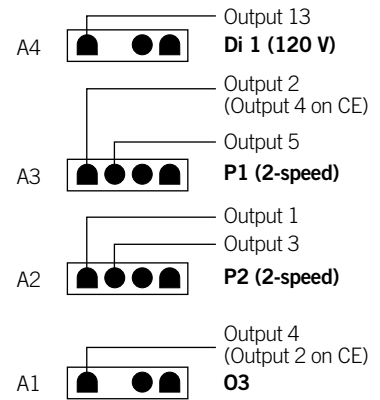 Output 13
A4
Di 1 (120 V)
Output 2
(Output 4 on CE)
Output 5
A3
P1 (2-speed)
Output 1
Output 3
A2
P2 (2-speed)
Output 4
(Output 2 on CE)
A1
O3